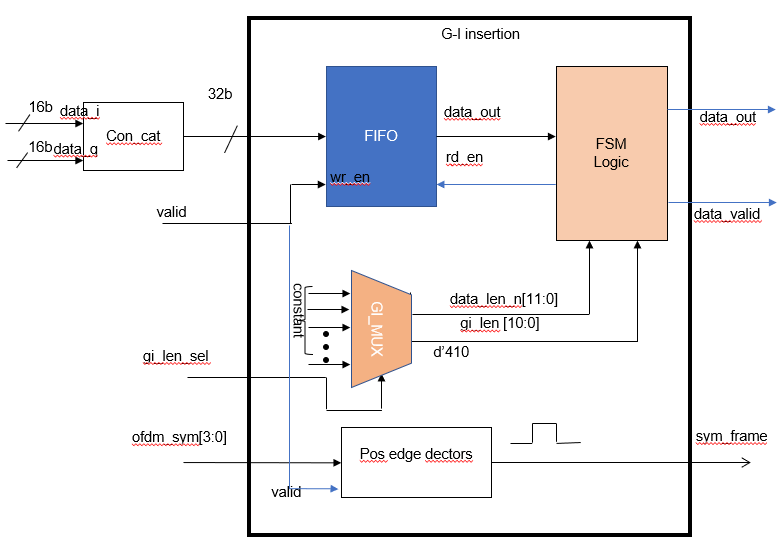 G-I insertion
32b
16b data_i
Con_cat
16b data_q
FIFO
data_out
FSM
Logic
data_out
rd_en
wr_en
valid
data_valid
constant
GI_MUX
data_len_n[11:0]
gi_len [10:0]
d'410
gi_len_sel
ofdm_sym[3:0]
Pos edge dectors
sym_frame
valid